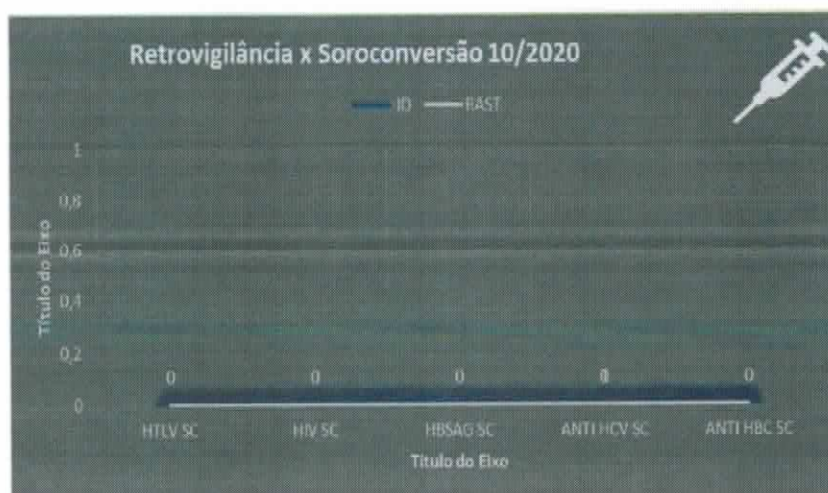 Retrovigilância x Soroconversão 10/2020
ID RAST
1
0,8
0,6
0,4
0,2
0
Título do Eixo
0 0 0 0 0
HTLV SC HIV SC HBSAG SC ANTI HCV SC ANTI HBC SC
Título do Eixo